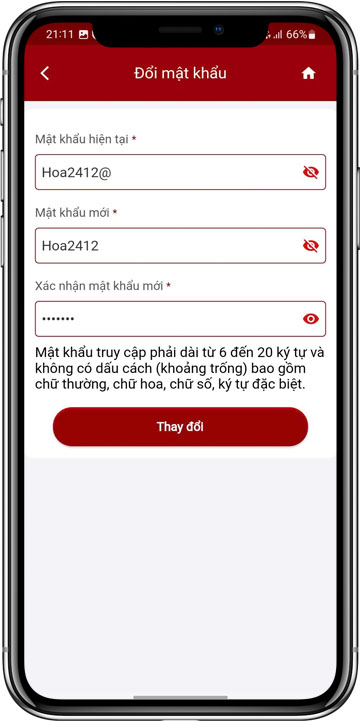 21:11
66%
Đổi mật khẩu
Mật khẩu hiện tại *
Hoa2412@
Mật khẩu mới *
Hoa2412
Xác nhận mật khẩu mới *
•••••••
Mật khẩu truy cập phải dài từ 6 đến 20 ký tự và
không có dấu cách (khoảng trống) bao gồm
chữ thường, chữ hoa, chữ số, ký tự đặc biệt.
Thay đổi